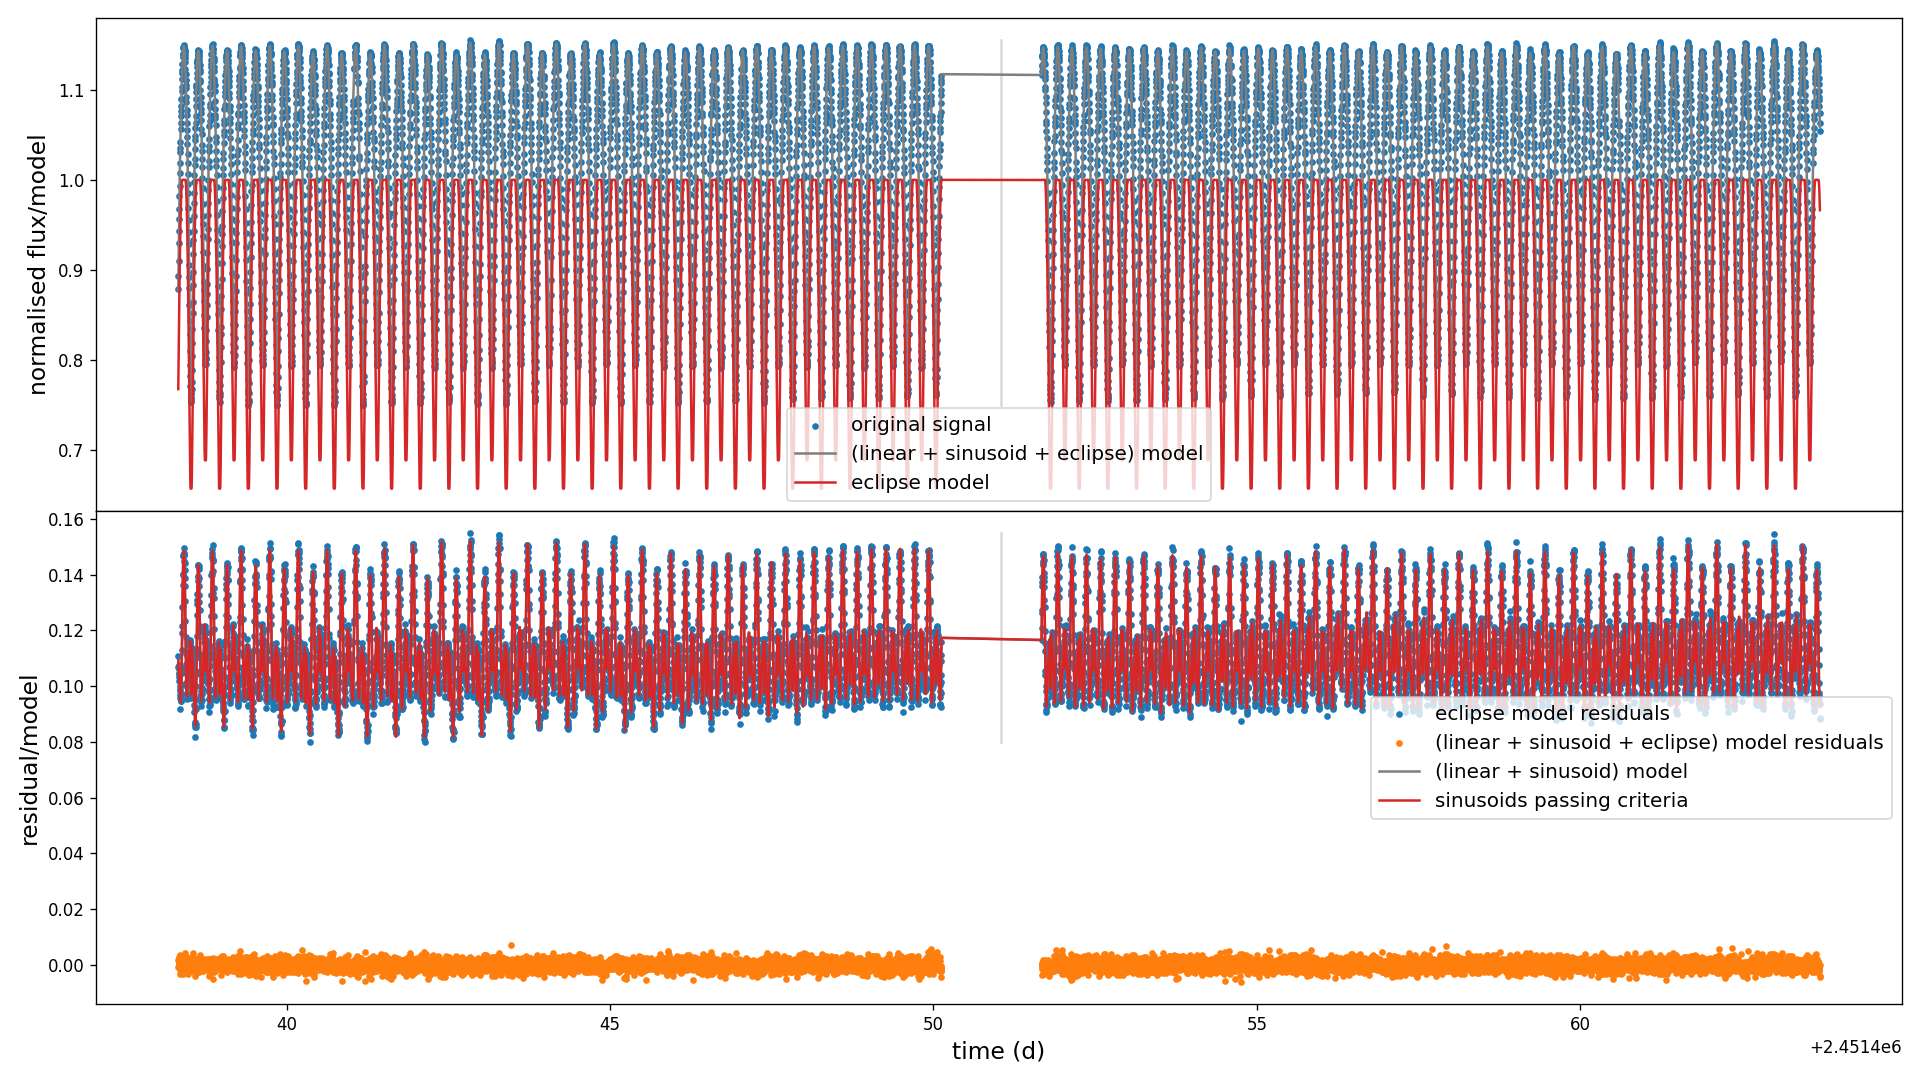 normalised flux/model
1.1
1.0
0.9
0.8
0.7
original signal
(linear + sinusoid + eclipse) model
eclipse model
residual/model
0.16
0.14
0.12
0.10
0.08
0.06
0.04
0.02
0.00
eclipse model residuals
(linear + sinusoid + eclipse) model residuals
(linear + sinusoid) model
sinusoids passing criteria
40
45
50
55
60
time (d)
+2.4514e6